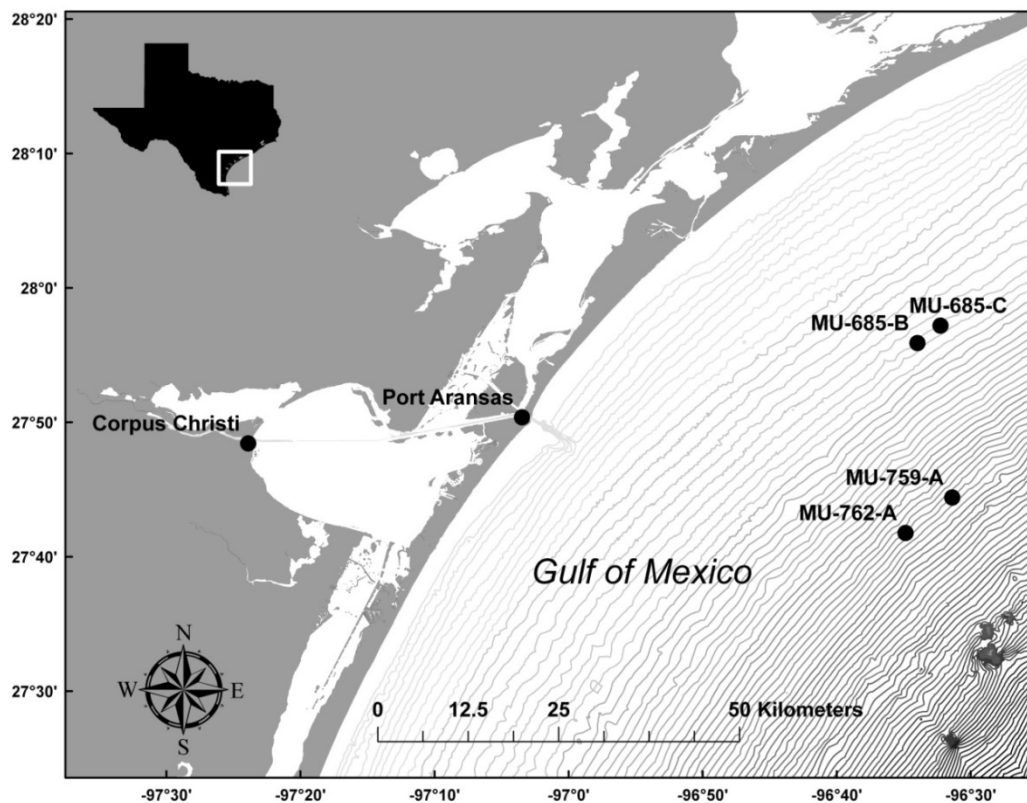 28°20'
28°10'
28°0'
27°50'
27°40'
27°30'
MU-685-C
MU-685-B
Port Aransas
Corpus Christi
MU-759-A
MU-762-A
Gulf of Mexico
N
W
E
S
0 12.5 25 50 Kilometers
-97°30' -97°20' -97°10' -97°0' -96°50' -96°40' -96°30'